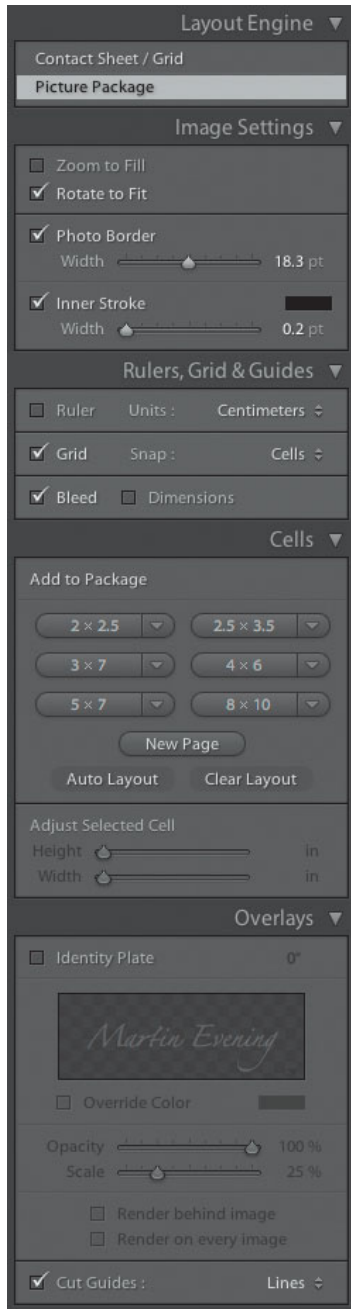 Layout Engine
Contact Sheet / Grid
Picture Package
Image Settings
Zoom to Fill
Rotate to Fit
Photo Border
Width 18.3 pt
Inner Stroke
Width 0.2 pt
Rulers, Grid & Guides
Ruler Units : Centimeters
Grid Snap : Cells
Bleed Dimensions
Cells
Add to Package
2 × 2.5 2.5 × 3.5
3 × 7 4 × 6
5 × 7 8 × 10
New Page
Auto Layout Clear Layout
Adjust Selected Cell
Height in
Width in
Overlays
Identity Plate 0°
Martin Evening
Override Color
Opacity 100 %
Scale 25 %
Render behind image
Render on every image
Cut Guides : Lines